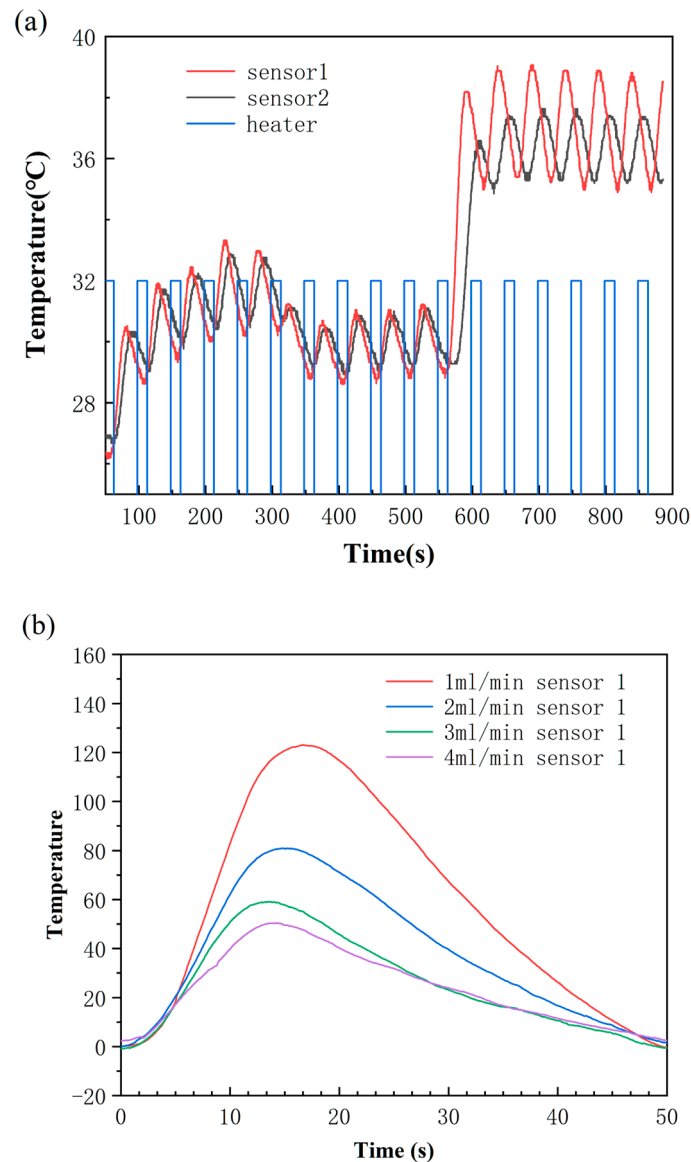 (a)
40
36
32
28
Temperature(℃)
sensor1
sensor2
heater
100 200 300 400 500 600 700 800 900
Time(s)
(b)
160
140
120
100
80
60
40
20
0
-20
Temperature
1ml/min sensor 1
2ml/min sensor 1
3ml/min sensor 1
4ml/min sensor 1
0 10 20 30 40 50
Time (s)